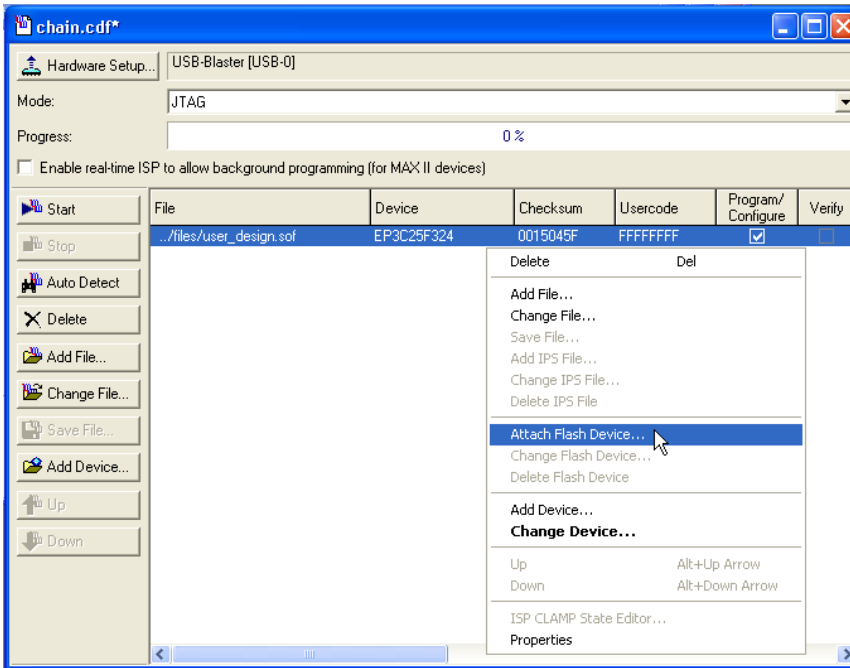 chain.cdf*
Hardware Setup... USB-Blaster [USB-0]
Mode: JTAG
Progress: 0 %
Enable real-time ISP to allow background programming (for MAX II devices)
Start
Stop
Auto Detect
Delete
Add File...
Change File...
Save File...
Add Device...
Up
Down
File Device Checksum Usercode Program/ Verify
Configure
../files/user_design.sof EP3C25F324 0015045F FFFFFFFF
Delete Del
Add File...
Change File...
Save File...
Add IPS File...
Change IPS File...
Delete IPS File
Attach Flash Device...
Change Flash Device...
Delete Flash Device
Add Device...
Change Device...
Up Alt+Up Arrow
Down Alt+Down Arrow
ISP CLAMP State Editor...
Properties